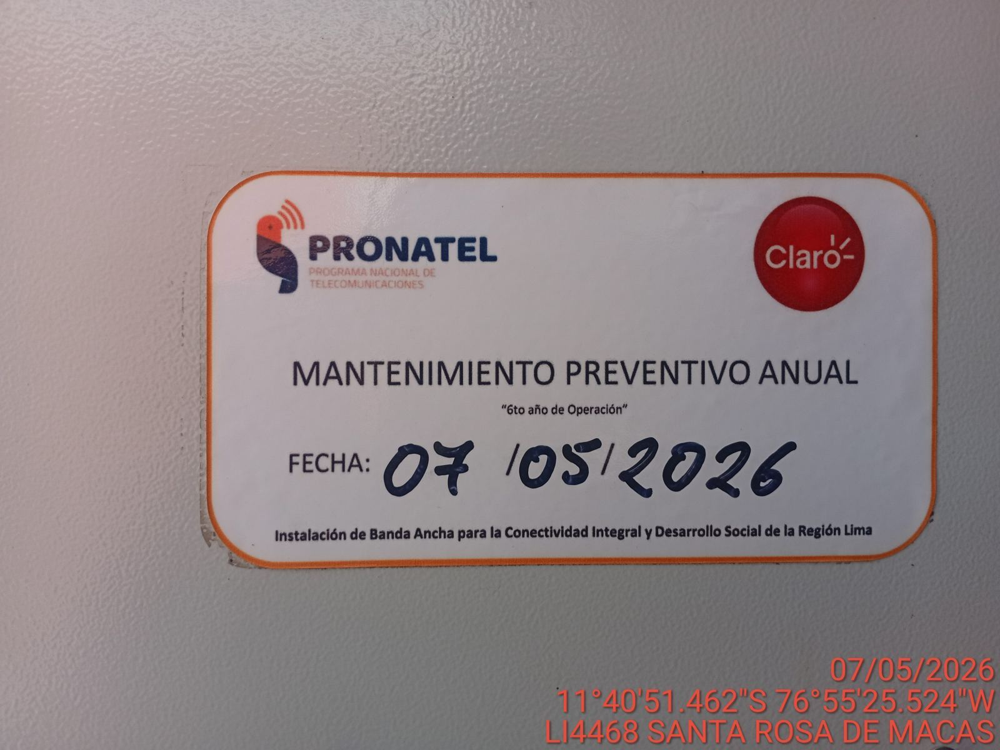 PRONATEL
PROGRAMA NACIONAL DE
TELECOMUNICACIONES
Claro
MANTENIMIENTO PREVENTIVO ANUAL
“6to año de Operación”
FECHA: 07 /05/2026
Instalación de Banda Ancha para la Conectividad Integral y Desarrollo Social de la Región Lima
07/05/2026
11°40'51.462"S 76°55'25.524"W
LI4468 SANTA ROSA DE MACAS